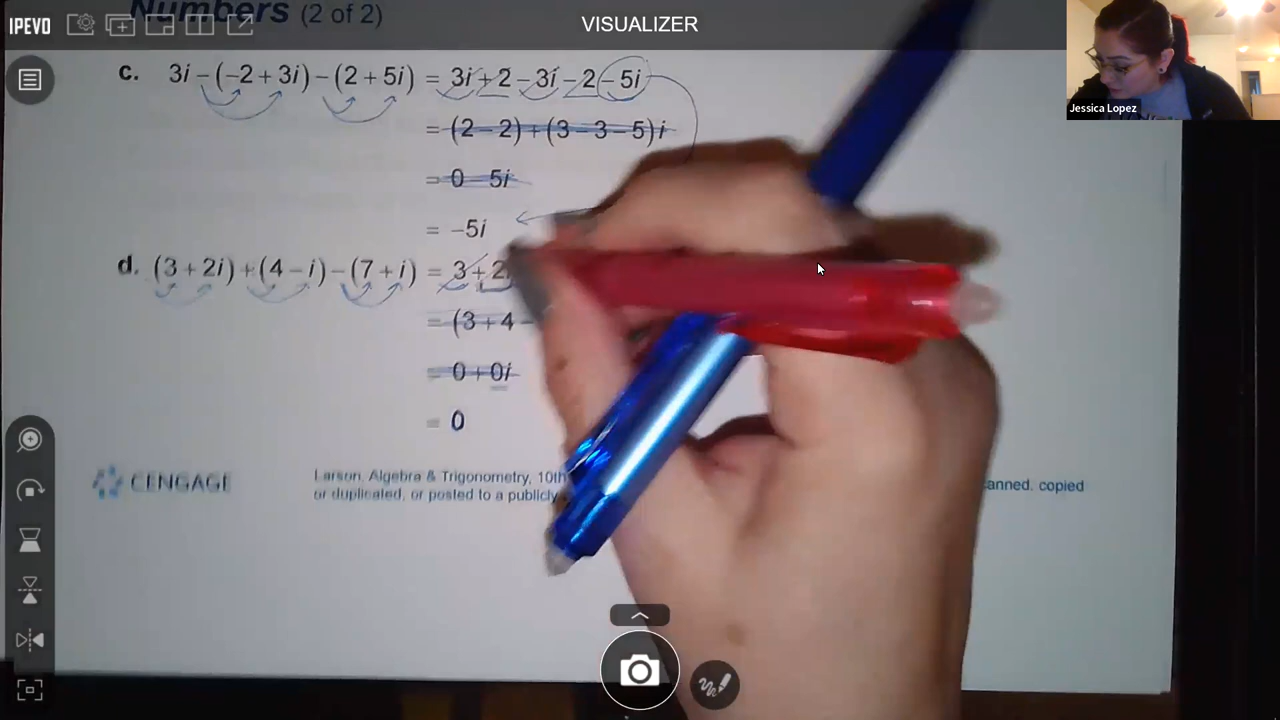 IPEVO
VISUALIZER
Numbers (2 of 2)
Jessica Lopez
c. 3i −(−2 + 3i) − (2 + 5i) = 3i + 2 − 3i − 2 − 5i
= (2 − 2) + (3 − 3 − 5)i
= 0 − 5i
= −5i
d. (3 + 2i) + (4 − i) − (7 + i) = 3 + 2
= (3 + 4 −
= 0 + 0i
= 0
CENGAGE
Larson, Algebra & Trigonometry, 10th
anned. copied
or duplicated, or posted to a publicly